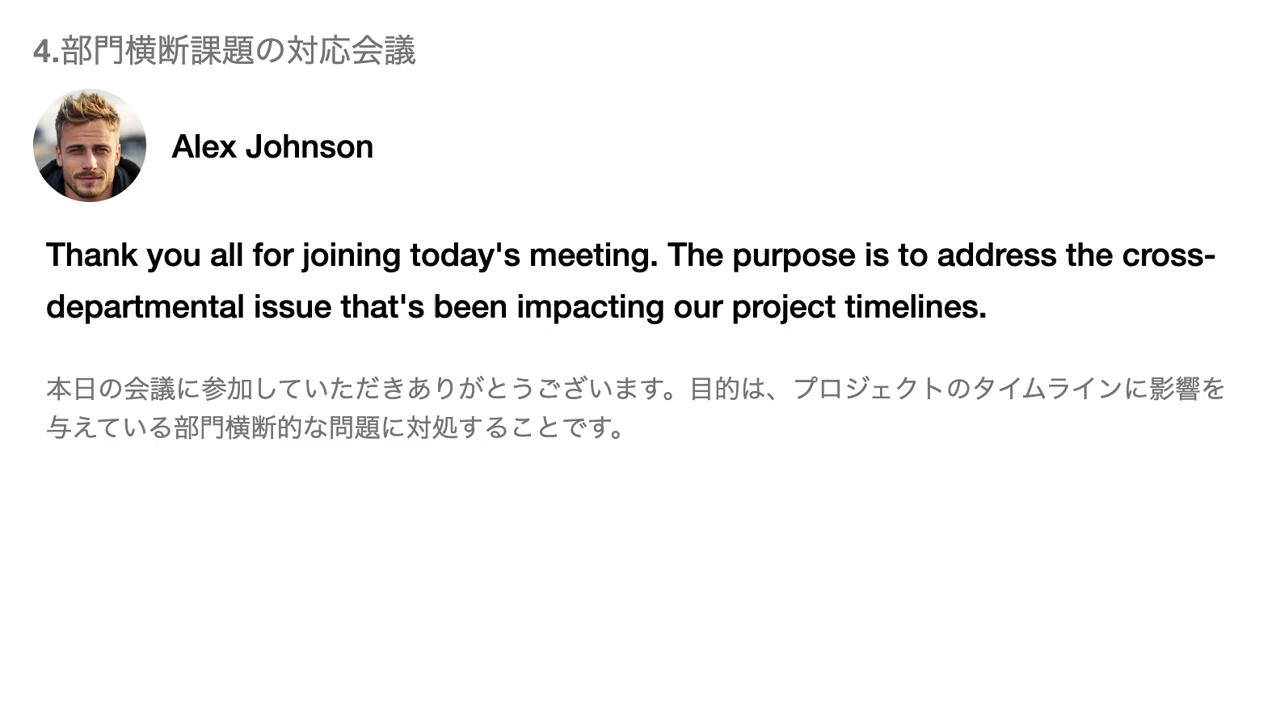 4.部門横断課題の対応会議
Alex Johnson
Thank you all for joining today's meeting. The purpose is to address the cross-
departmental issue that's been impacting our project timelines.
本日の会議に参加していただきありがとうございます。目的は、プロジェクトのタイムラインに影響を
与えている部門横断的な問題に対処することです。